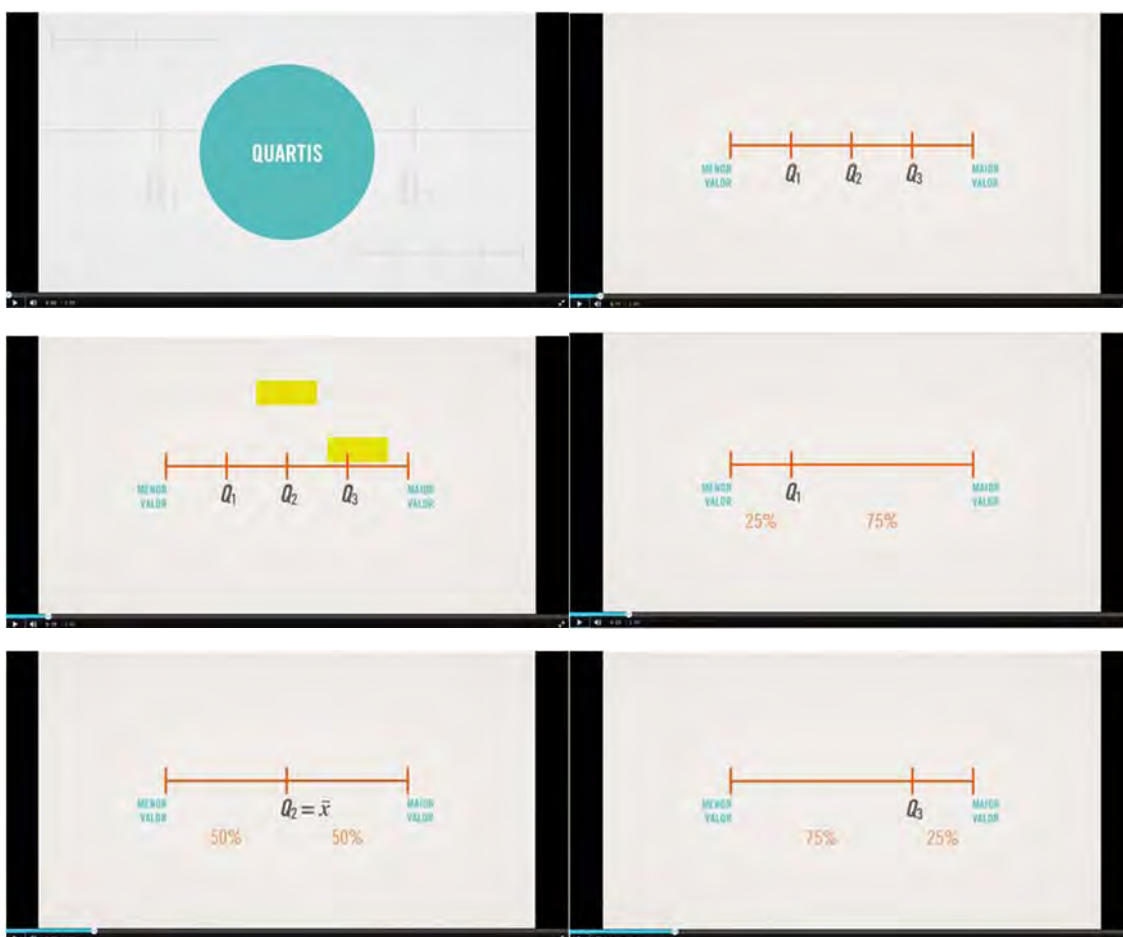 QUARTIS
MENOR
VALOR
Q1
Q2
Q3
MAIOR
VALOR
MENOR
VALOR
Q1
Q2
Q3
MAIOR
VALOR
MENOR
VALOR
Q1
MAIOR
VALOR
25%
75%
MENOR
VALOR
Q2 = x̄
MAIOR
VALOR
50%
50%
MENOR
VALOR
Q3
MAIOR
VALOR
75%
25%